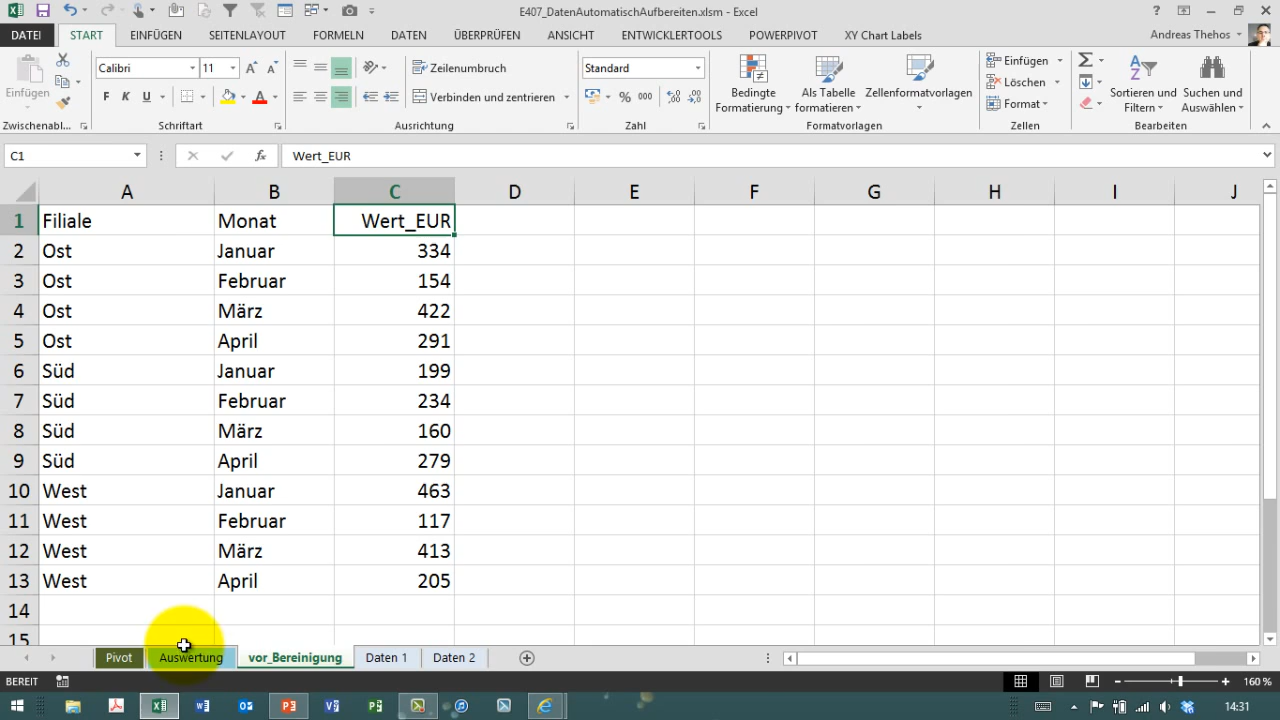 E407_DatenAutomatischAufbereiten.xlsm - Excel
DATEI START EINFÜGEN SEITENLAYOUT FORMELN DATEN ÜBERPRÜFEN ANSICHT ENTWICKLERTOOLS POWERPIVOT XY Chart Labels Andreas Thehos
Einfügen
Calibri 11
F K U
Zeilenumbruch
Verbinden und zentrieren
Standard
% 000
Bedingte Formatierung
Als Tabelle formatieren
Zellenformatvorlagen
Einfügen
Löschen
Format
Sortieren und Filtern
Suchen und Auswählen
Zwischenabl... Schriftart Ausrichtung Zahl Formatvorlagen Zellen Bearbeiten
C1 fx Wert_EUR
A B C D E F G H I J
1 Filiale Monat Wert_EUR
2 Ost Januar 334
3 Ost Februar 154
4 Ost März 422
5 Ost April 291
6 Süd Januar 199
7 Süd Februar 234
8 Süd März 160
9 Süd April 279
10 West Januar 463
11 West Februar 117
12 West März 413
13 West April 205
14
15
Pivot Auswertung vor_Bereinigung Daten 1 Daten 2
BEREIT 160 %
14:31